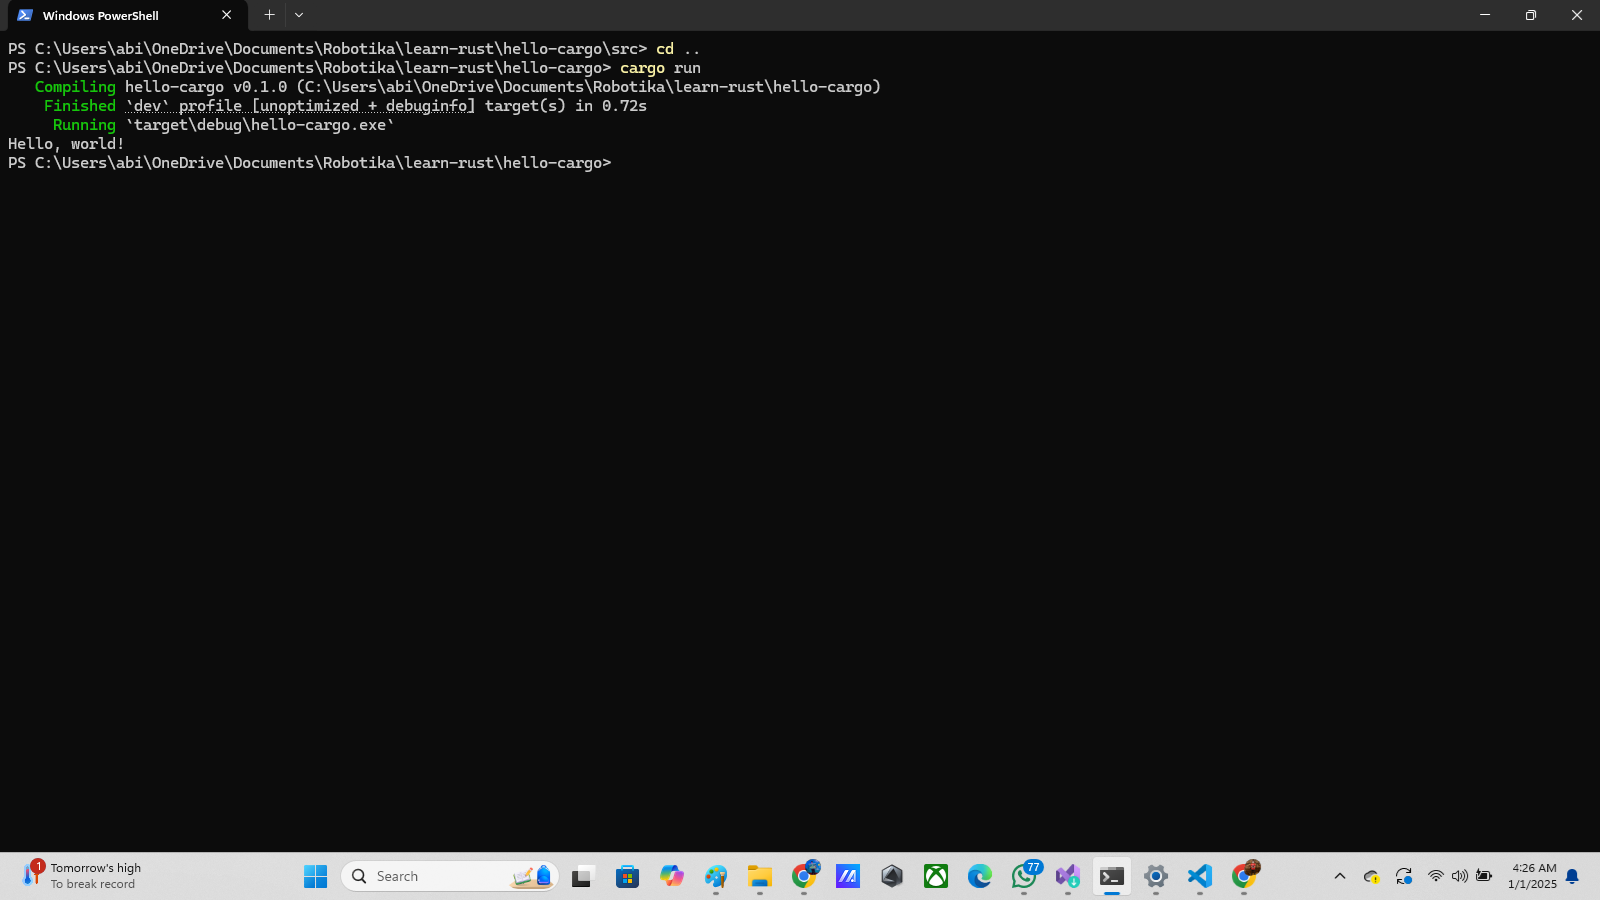 Windows PowerShell
PS C:\Users\abi\OneDrive\Documents\Robotika\learn-rust\hello-cargo\src> cd ..
PS C:\Users\abi\OneDrive\Documents\Robotika\learn-rust\hello-cargo> cargo run
   Compiling hello-cargo v0.1.0 (C:\Users\abi\OneDrive\Documents\Robotika\learn-rust\hello-cargo)
    Finished `dev` profile [unoptimized + debuginfo] target(s) in 0.72s
     Running `target\debug\hello-cargo.exe`
Hello, world!
PS C:\Users\abi\OneDrive\Documents\Robotika\learn-rust\hello-cargo>
1
Tomorrow's high
To break record
Search
77
4:26 AM
1/1/2025